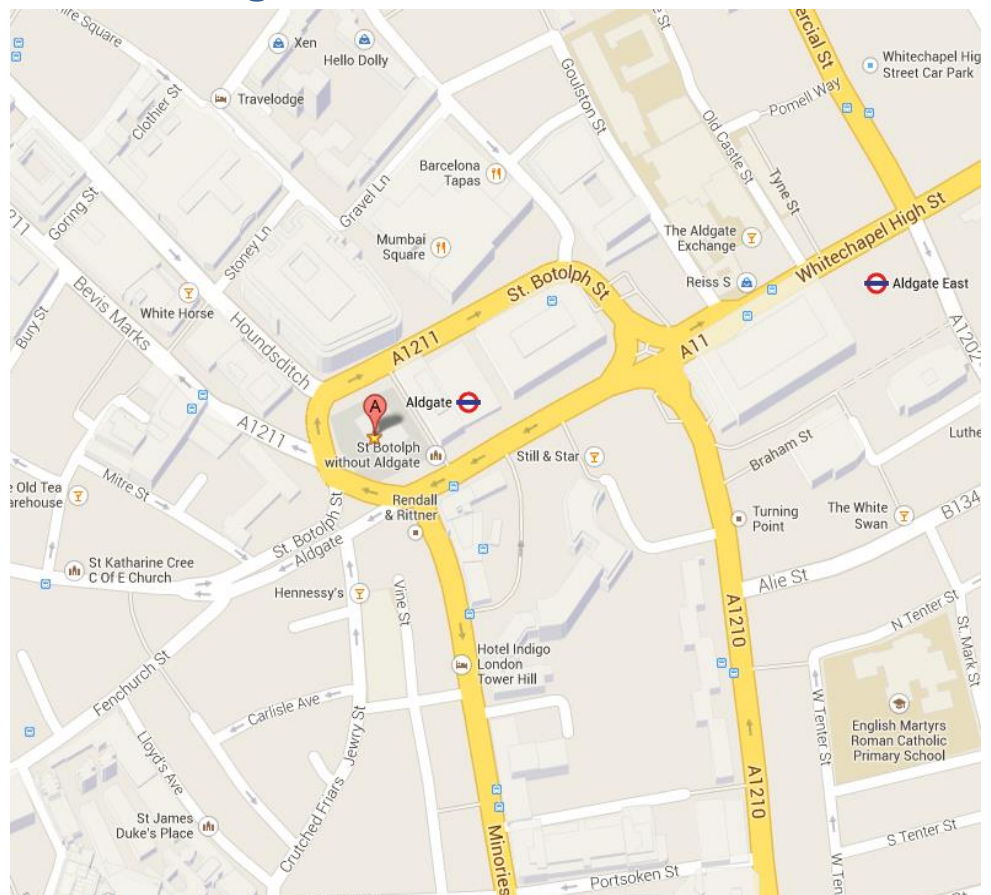 hire Square
Xen
Hello Dolly
Travelodge
Clothier St
Goulston St
ercial St
Whitechapel Hig
Street Car Park
Pomell Way
Old Castle St
Tyne St
Barcelona
Tapas
Gravel Ln
Goring St
1211
Stoney Ln
Mumbai
Square
The Aldgate
Exchange
Whitechapel High St
Reiss S
Aldgate East
St. Botolph St
White Horse
Bevis Marks
Houndsditch
Bury St
A1211
A11
A1202
A
Aldgate
A1211
St Botolph
without Aldgate
Still & Star
Braham St
Luthe
Mitre St
e Old Tea
arehouse
St. Botolph St
Rendall
& Rittner
Turning
Point
The White
Swan
B134
Aldgate
St Katharine Cree
C Of E Church
Hennessy's
Vine St
Alie St
A1210
N Tenter St
St. Mark St
Hotel Indigo
London
Tower Hill
Fenchurch St
Carlisle Ave
Jewry St
W Tenter St
English Martyrs
Roman Catholic
Primary School
Lloyd's Ave
A1210
St James
Duke's Place
Crutched Friars
Minories
S Tenter St
W Ten
Portsoken St